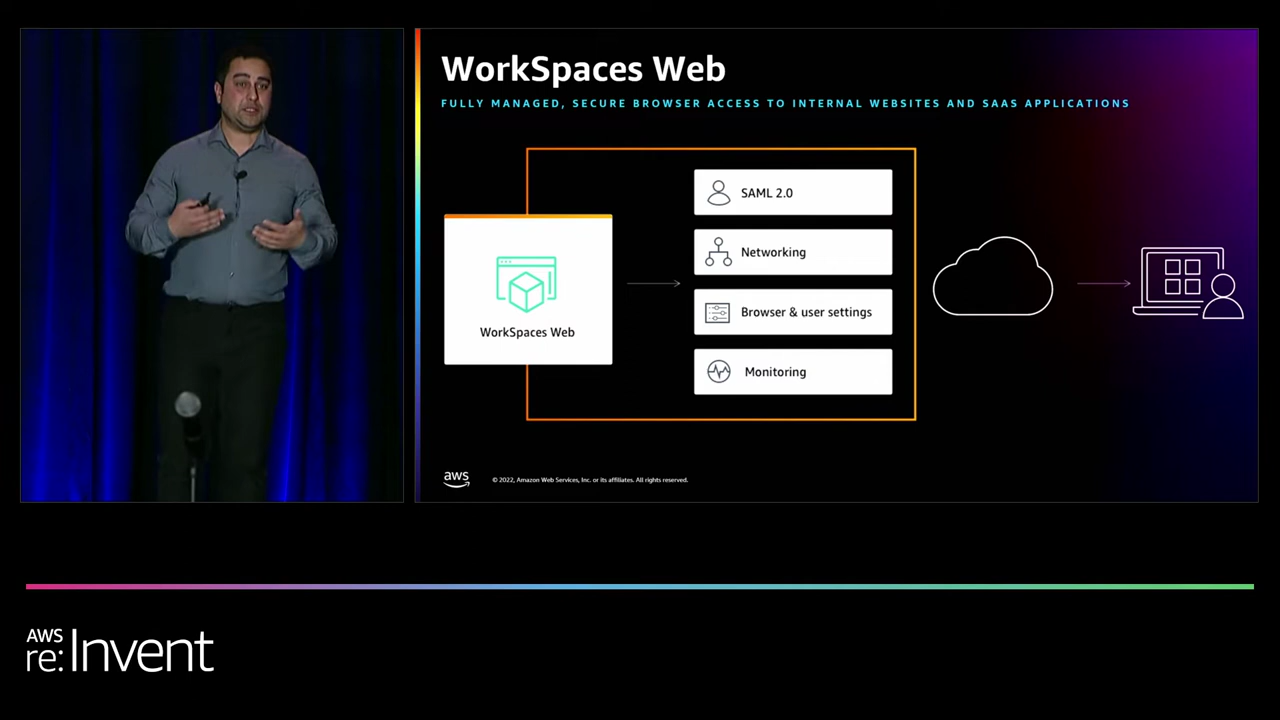 WorkSpaces Web
FULLY MANAGED, SECURE BROWSER ACCESS TO INTERNAL WEBSITES AND SAAS APPLICATIONS
SAML 2.0
Networking
Browser & user settings
Monitoring
WorkSpaces Web
aws
© 2022, Amazon Web Services, Inc. or its affiliates. All rights reserved.
AWS
re:Invent